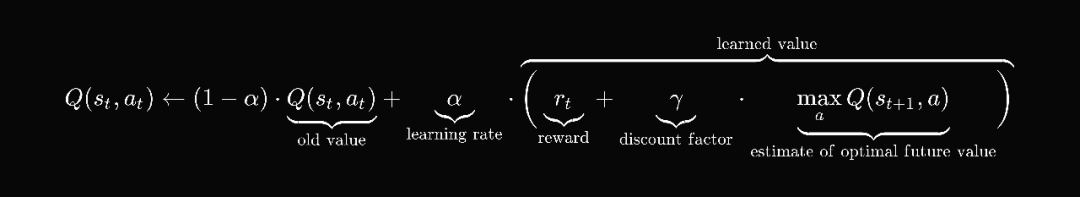 learned value
Q(s_t, a_t) ← (1 − α) · Q(s_t, a_t) + α · ( r_t + γ · max_a Q(s_{t+1}, a) )
old value learning rate reward discount factor estimate of optimal future value